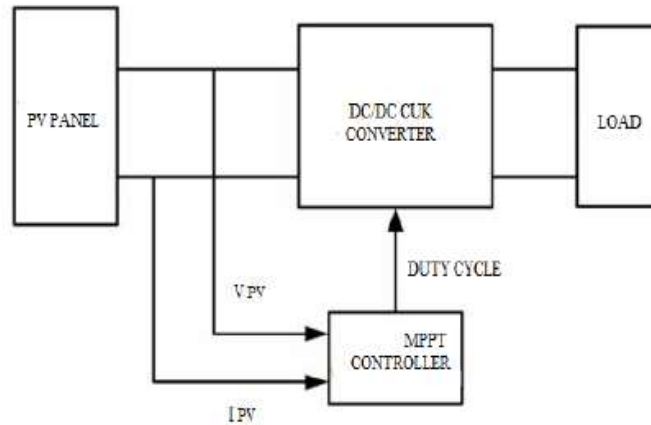 PV PANEL
DC/DC CUK
CONVERTER
LOAD
DUTY CYCLE
V PV
MPPT
CONTROLLER
I PV